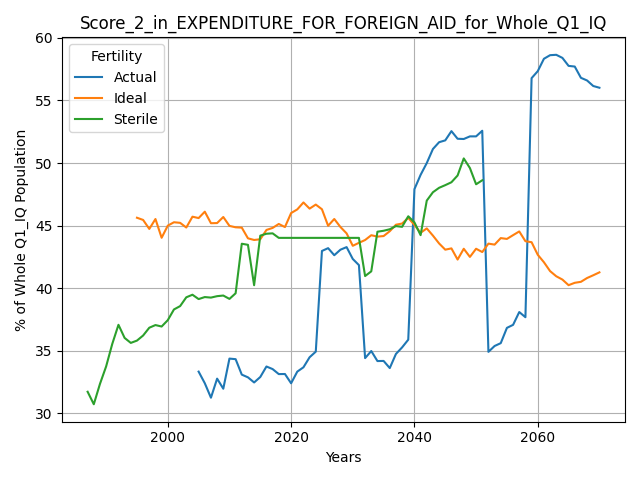 Score_2_in_EXPENDITURE_FOR_FOREIGN_AID_for_Whole_Q1_IQ
% of Whole Q1_IQ Population
60
55
50
45
40
35
30
Fertility
Actual
Ideal
Sterile
2000 2020 2040 2060
Years